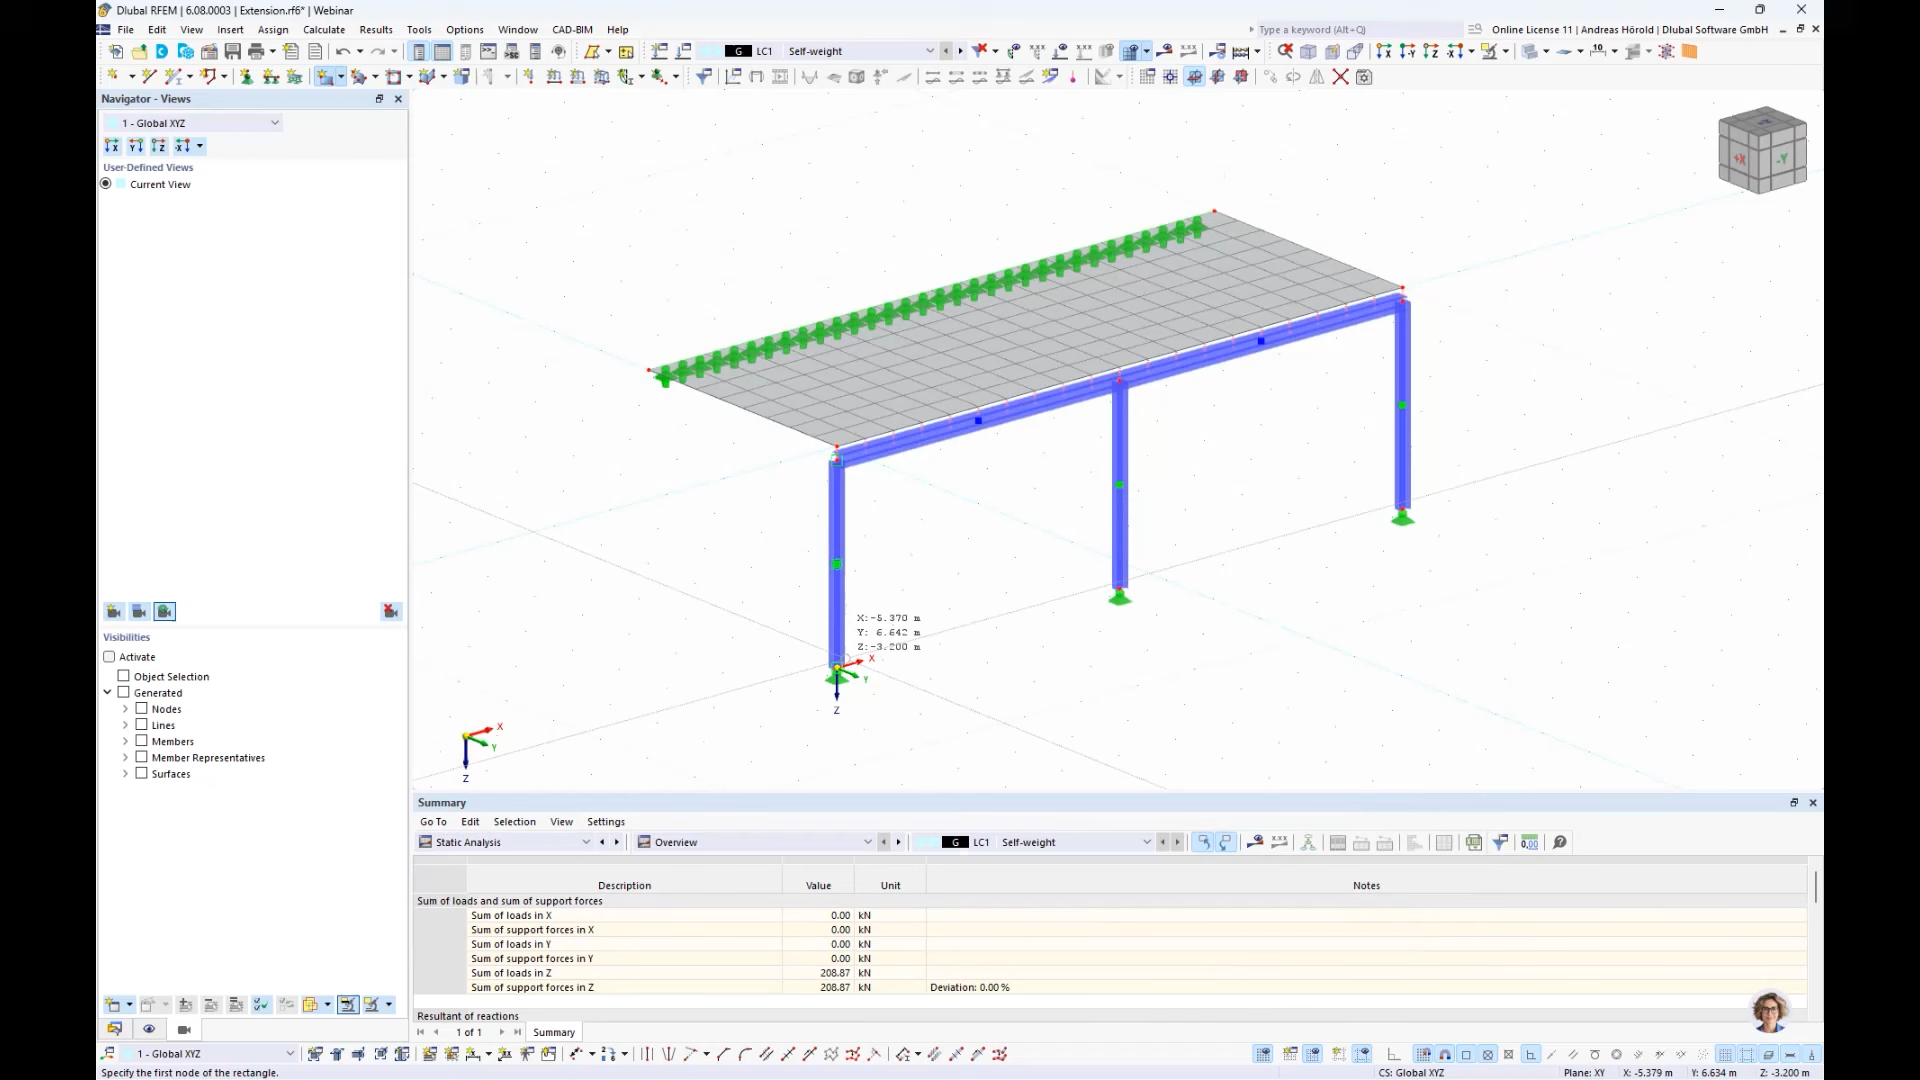 Dlubal RFEM | 6.08.0003 | Extension.rf6* | Webinar
File Edit View Insert Assign Calculate Results Tools Options Window CAD-BIM Help
Type a keyword (Alt+Q)
Online License 11 | Andreas Hörold | Dlubal Software GmbH
G LC1 Self-weight
Navigator - Views
1 - Global XYZ
User-Defined Views
Current View
+X -Y
X:-5.370 m
Y: 6.642 m
Z:-3.200 m
X
Y
Z
X
Y
Z
Visibilities
Activate
Object Selection
Generated
Nodes
Lines
Members
Member Representatives
Surfaces
Summary
Go To Edit Selection View Settings
Static Analysis Overview G LC1 Self-weight
Description Value Unit Notes
Sum of loads and sum of support forces
Sum of loads in X 0.00 kN
Sum of support forces in X 0.00 kN
Sum of loads in Y 0.00 kN
Sum of support forces in Y 0.00 kN
Sum of loads in Z 208.87 kN
Sum of support forces in Z 208.87 kN Deviation: 0.00 %
Resultant of reactions
1 of 1 Summary
1 - Global XYZ
Specify the first node of the rectangle.
CS: Global XYZ Plane: XY X: -5.379 m Y: 6.634 m Z: -3.200 m